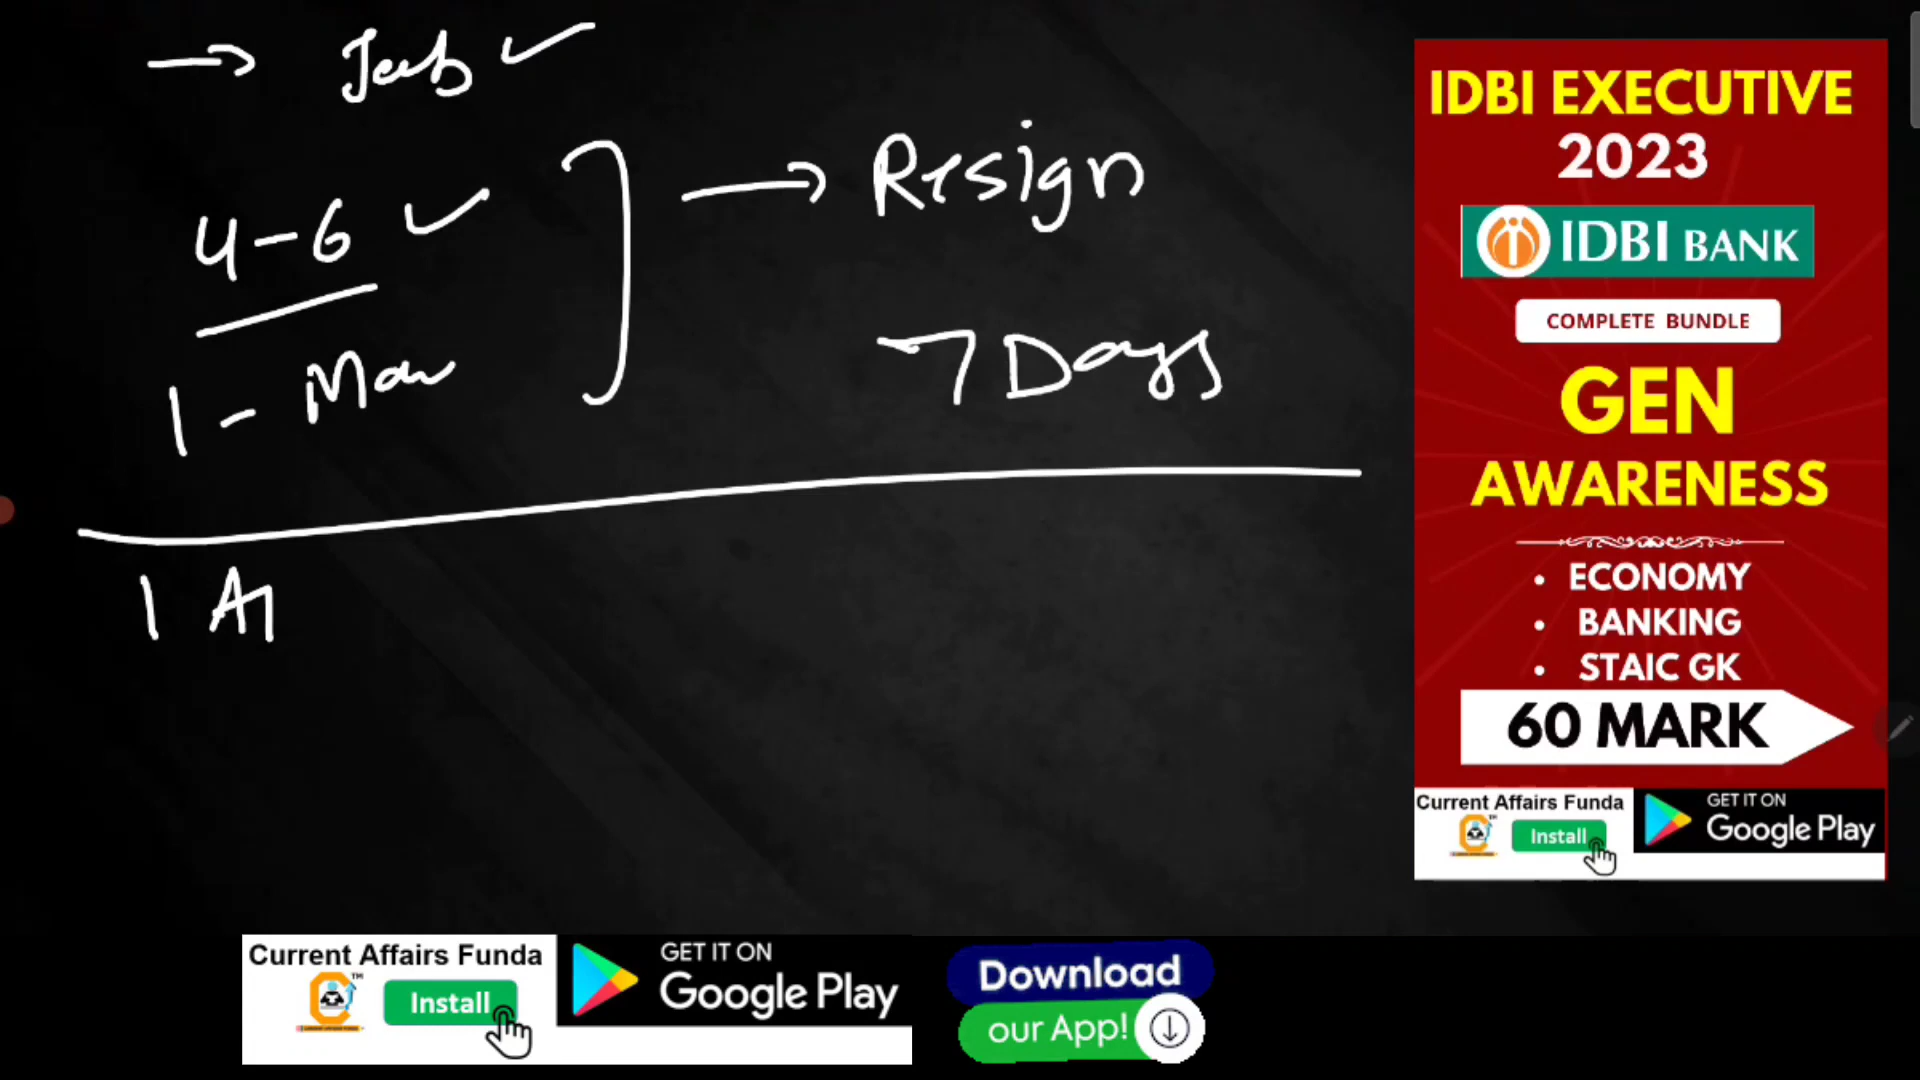 → Job ✓
4-6 ✓
→ Resign
1 - Mon
7 Days
1 A
IDBI EXECUTIVE
2023
IDBI BANK
COMPLETE BUNDLE
GEN
AWARENESS
• ECONOMY
• BANKING
• STAIC GK
60 MARK
Current Affairs Funda
Install
GET IT ON
Google Play
Current Affairs Funda
TM
Install
GET IT ON
Google Play
Download
our App!